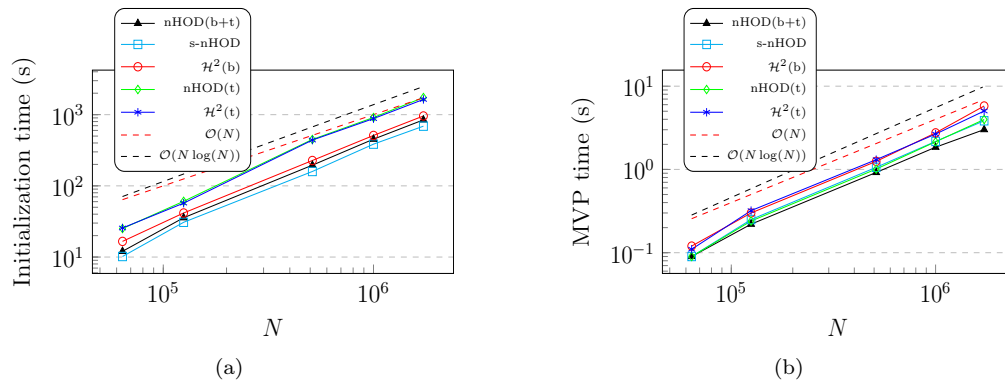 nHOD(b+t)
s-nHOD
ℋ²(b)
nHOD(t)
ℋ²(t)
𝒪(N)
𝒪(N log(N))
Initialization time (s)
10³
10²
10¹
10⁵
10⁶
N
(a)
nHOD(b+t)
s-nHOD
ℋ²(b)
nHOD(t)
ℋ²(t)
𝒪(N)
𝒪(N log(N))
MVP time (s)
10¹
10⁰
10⁻¹
10⁵
10⁶
N
(b)